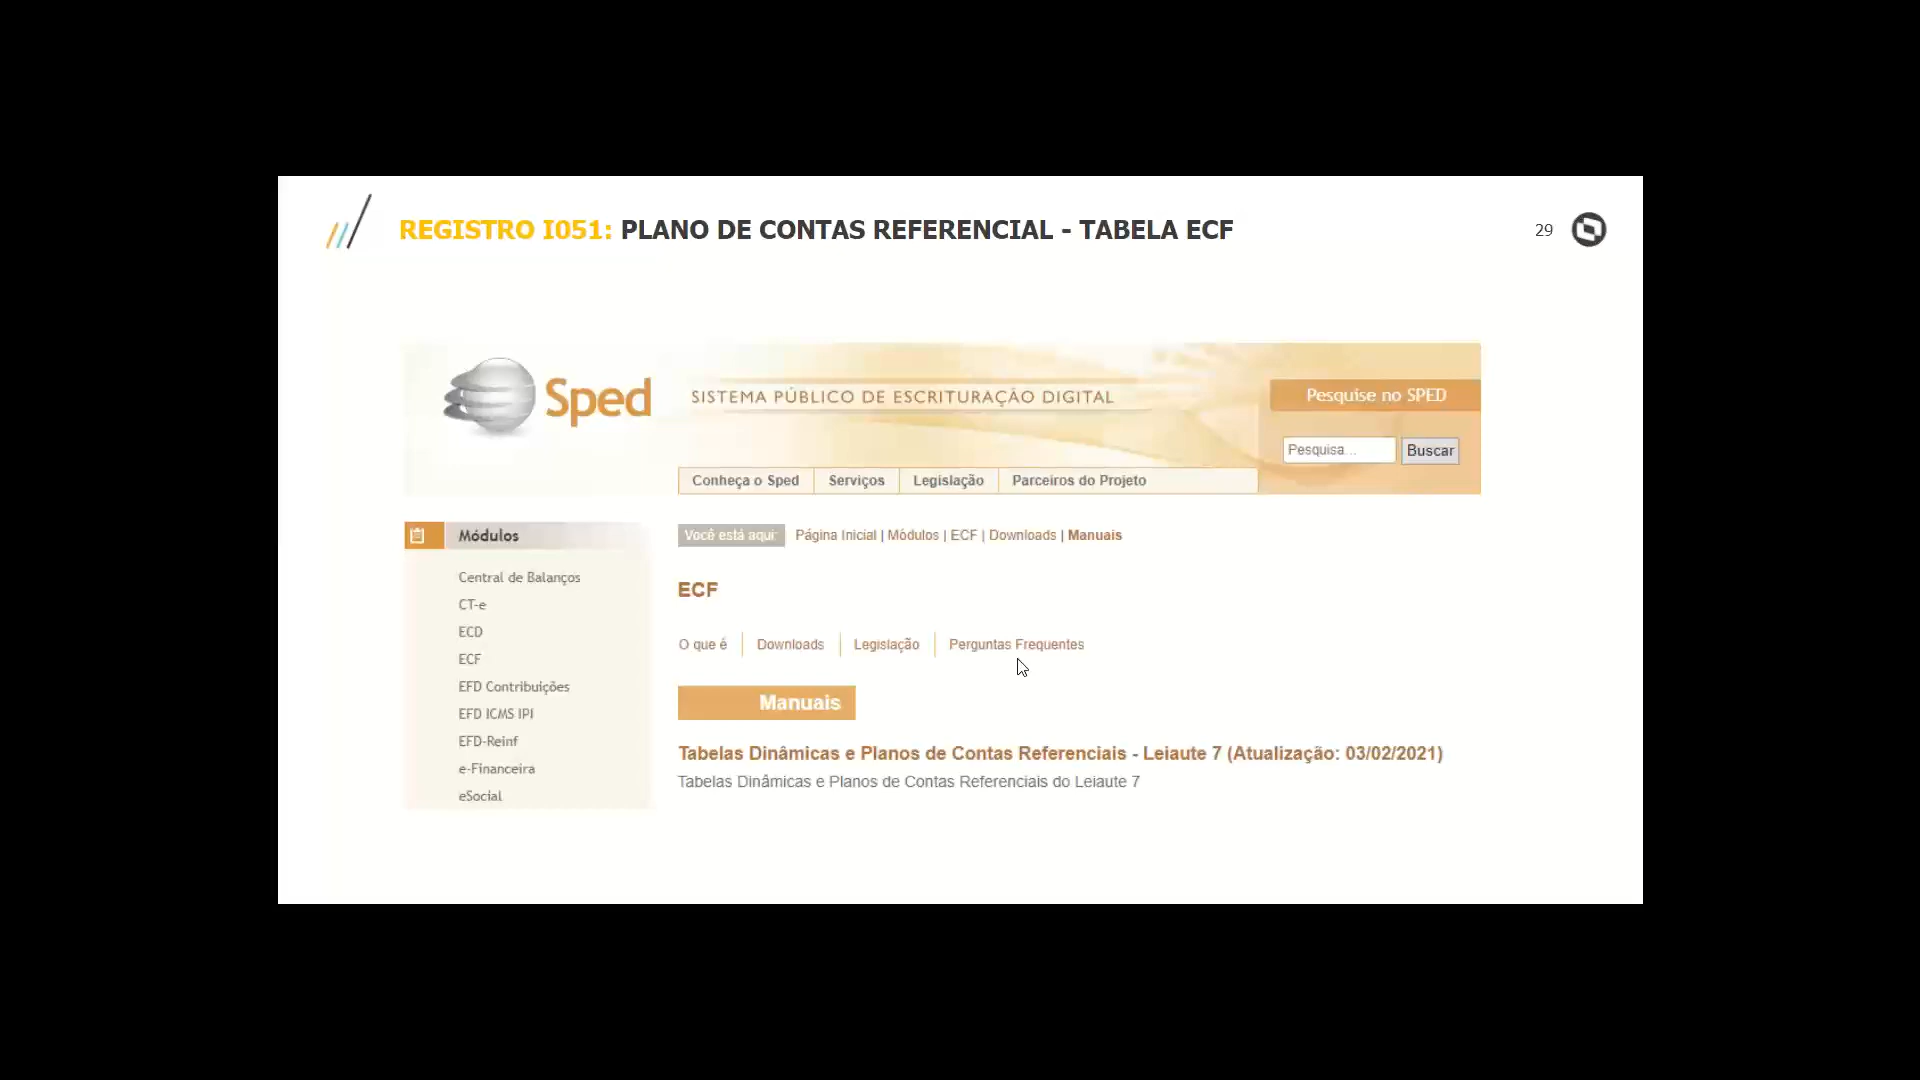 REGISTRO I051: PLANO DE CONTAS REFERENCIAL - TABELA ECF
29
Sped
SISTEMA PÚBLICO DE ESCRITURAÇÃO DIGITAL
Pesquise no SPED
Pesquisa...
Buscar
Conheça o Sped
Serviços
Legislação
Parceiros do Projeto
Módulos
Central de Balanços
CT-e
ECD
ECF
EFD Contribuições
EFD ICMS IPI
EFD-Reinf
e-Financeira
eSocial
Você está aqui: Página Inicial | Módulos | ECF | Downloads | Manuais
ECF
O que é
Downloads
Legislação
Perguntas Frequentes
Manuais
Tabelas Dinâmicas e Planos de Contas Referenciais - Leiaute 7 (Atualização: 03/02/2021)
Tabelas Dinâmicas e Planos de Contas Referenciais do Leiaute 7